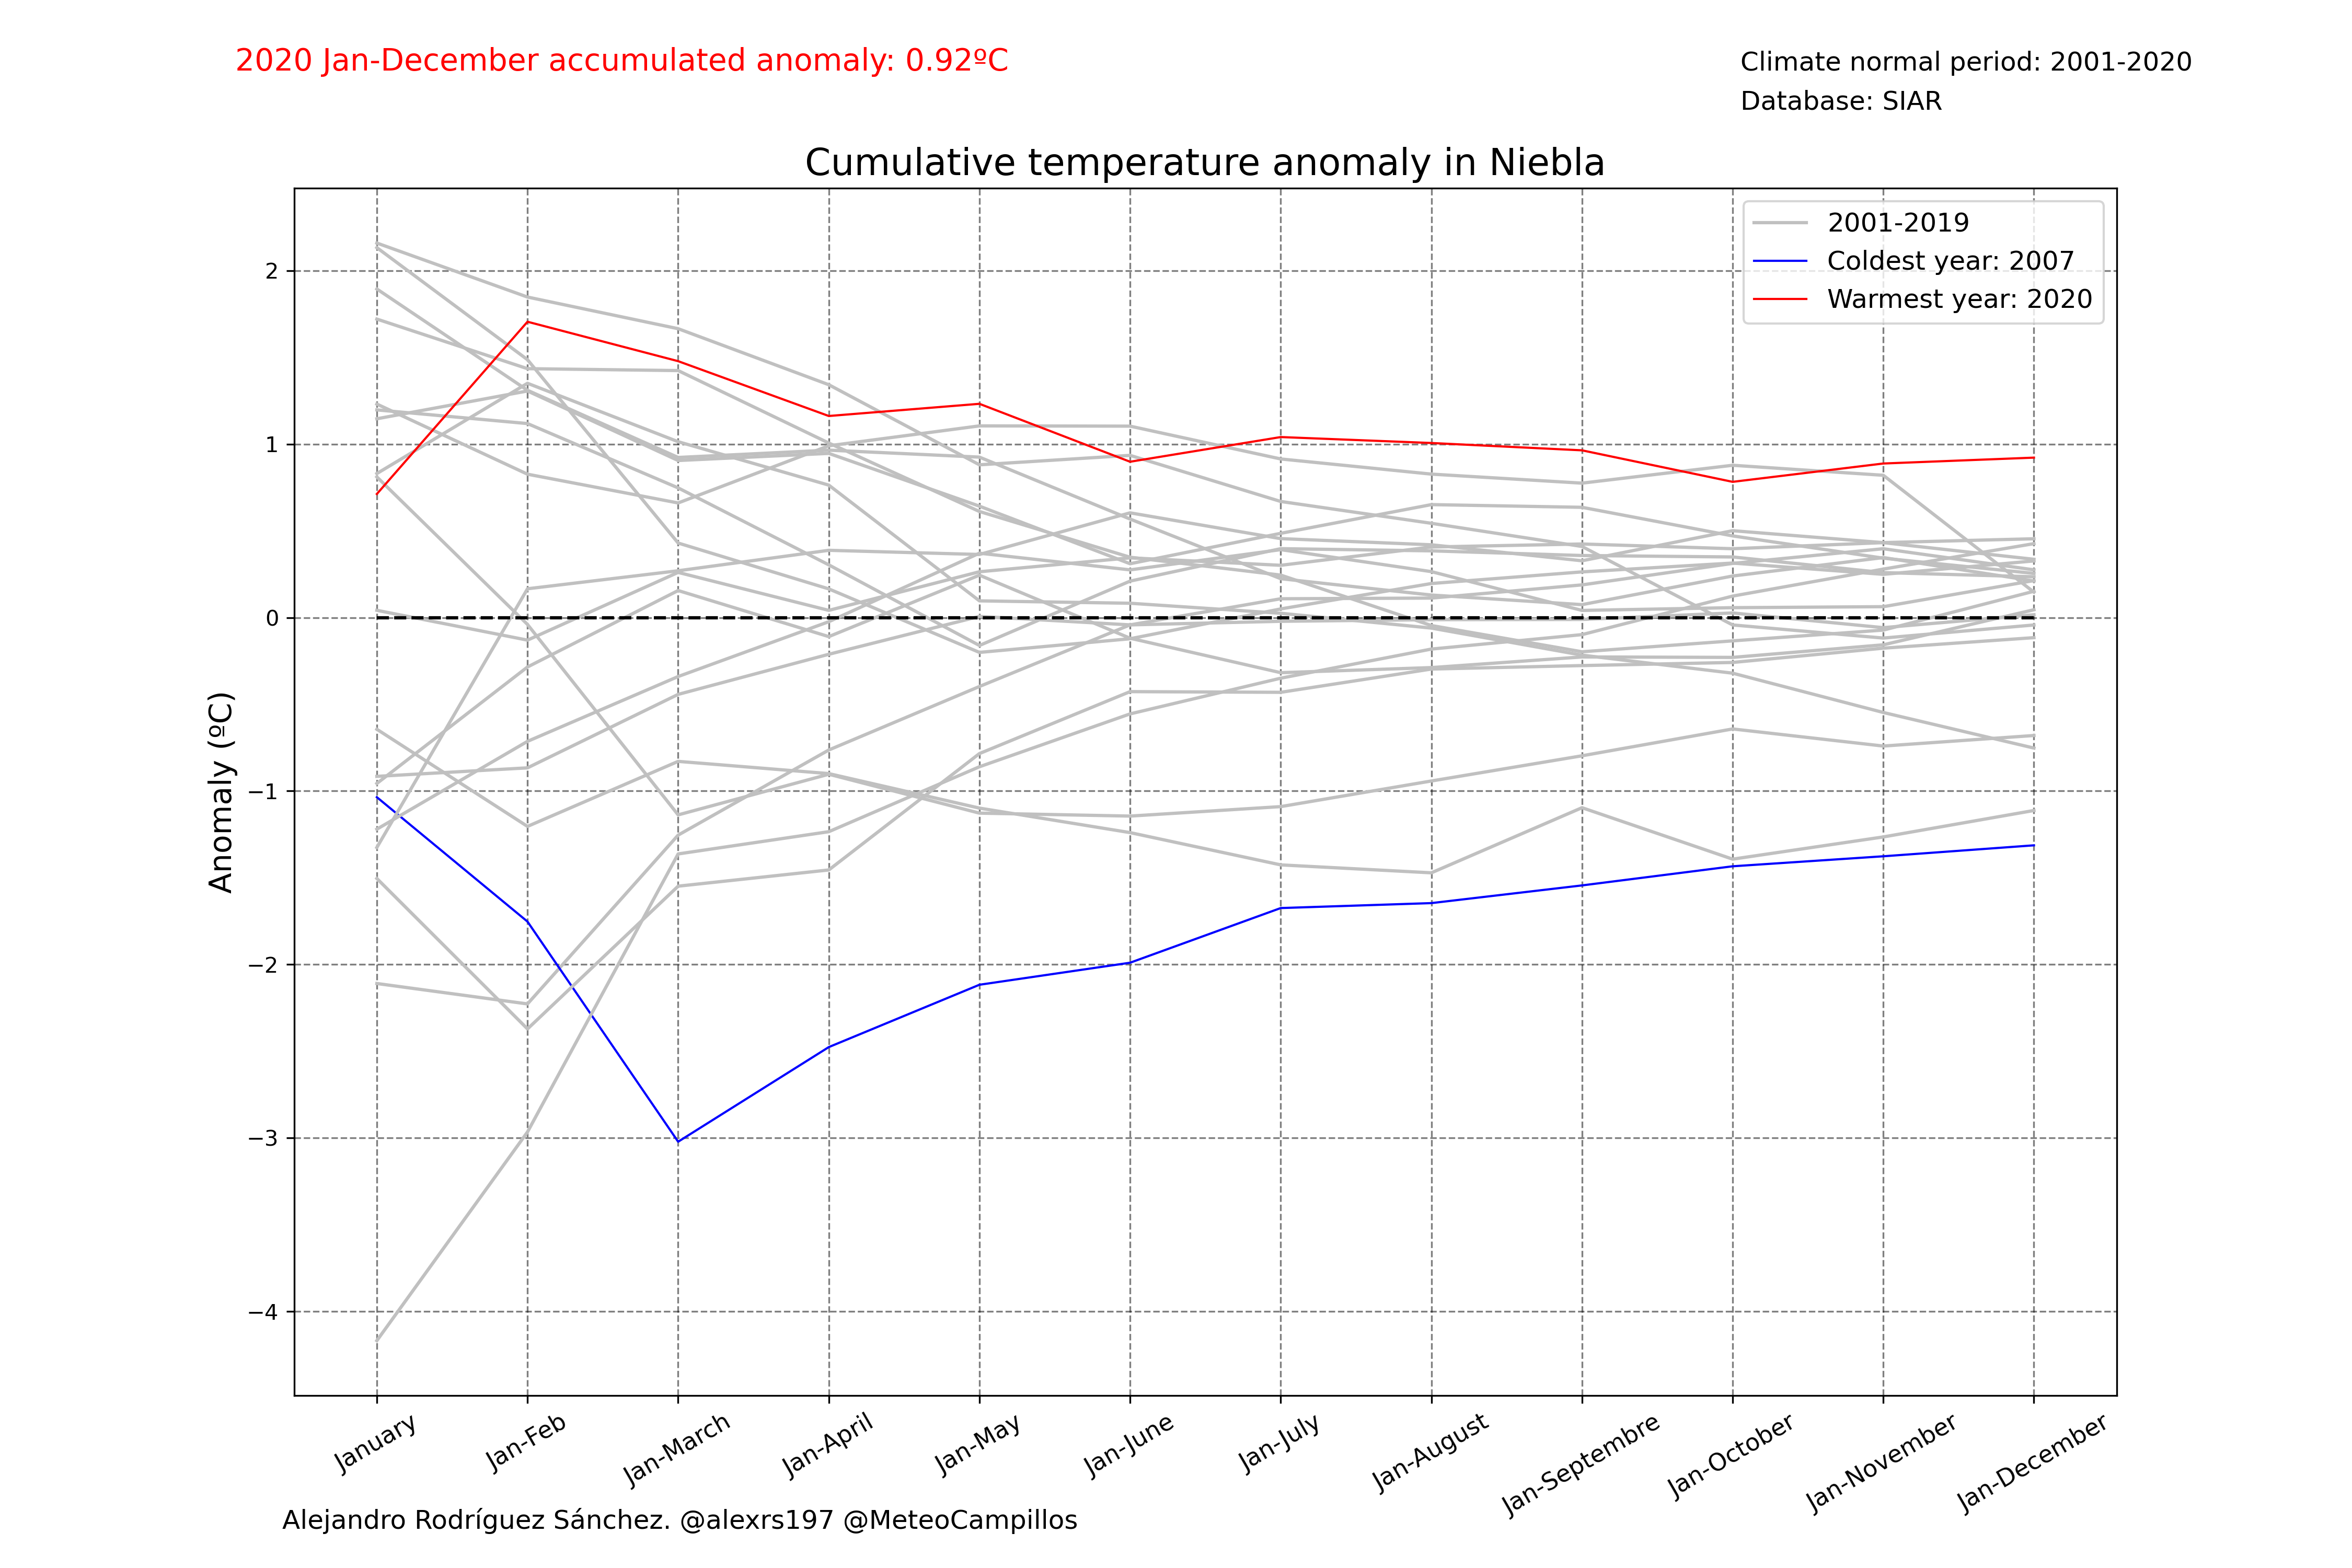 2020 Jan-December accumulated anomaly: 0.92ºC
Climate normal period: 2001-2020
Database: SIAR
Cumulative temperature anomaly in Niebla
2001-2019
Coldest year: 2007
Warmest year: 2020
Anomaly (ºC)
2
1
0
−1
−2
−3
−4
January
Jan-Feb
Jan-March
Jan-April
Jan-May
Jan-June
Jan-July
Jan-August
Jan-Septembre
Jan-October
Jan-November
Jan-December
Alejandro Rodríguez Sánchez. @alexrs197 @MeteoCampillos